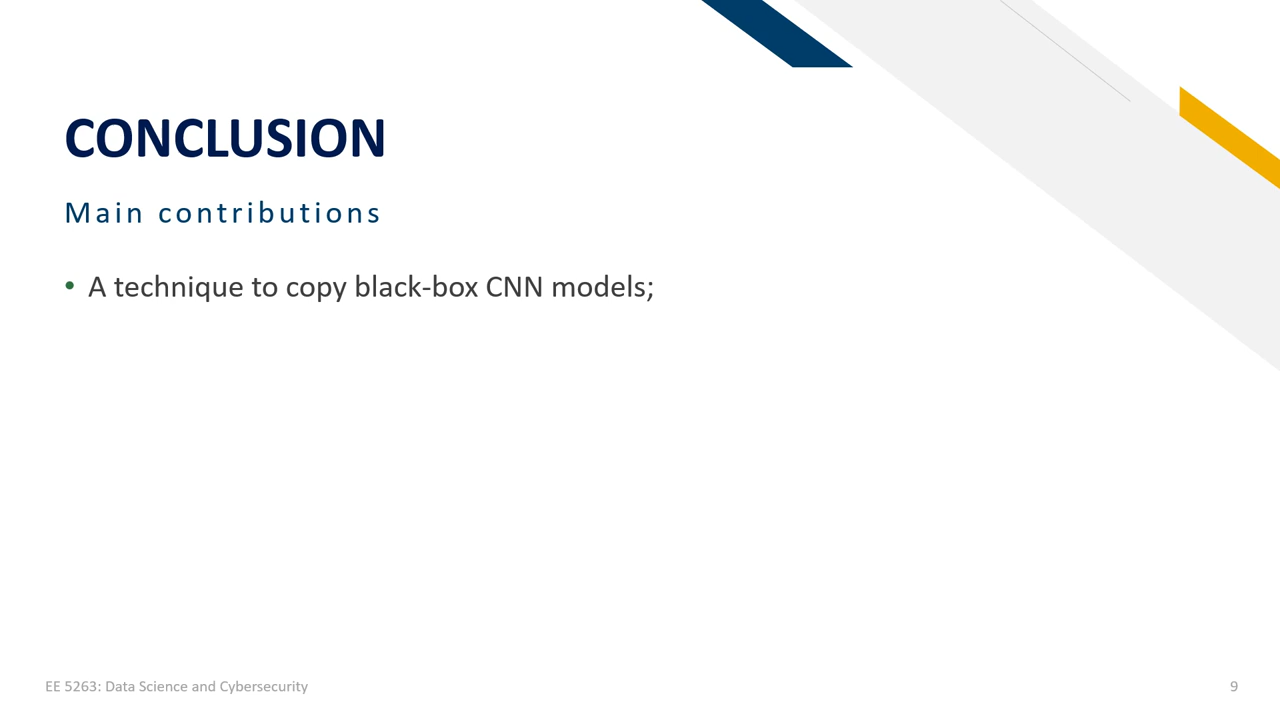 CONCLUSION
Main contributions
• A technique to copy black-box CNN models;
EE 5263: Data Science and Cybersecurity
9